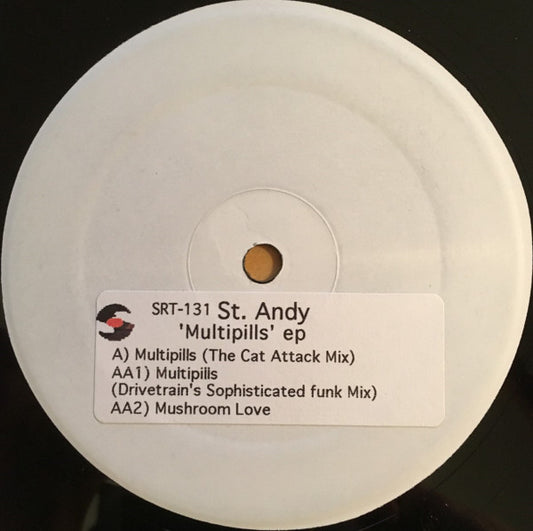 SRT-131 St. Andy
'Multipills' ep
A) Multipills (The Cat Attack Mix)
AA1) Multipills
(Drivetrain's Sophisticated funk Mix)
AA2) Mushroom Love